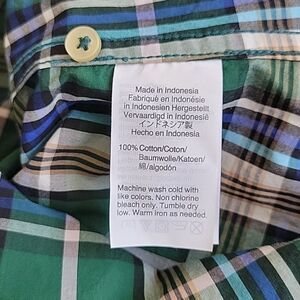 Made in Indonesia
Fabriqué en Indonésie
In Indonesien Hergestellt
Vervaardigd in Indonesië
インドネシア製
Hecho en Indonesia
100% Cotton/Coton/
Baumwolle/Katoen/
綿/algodón
Machine wash cold with
like colors. Non chlorine
bleach only. Tumble dry
low. Warm iron as needed.